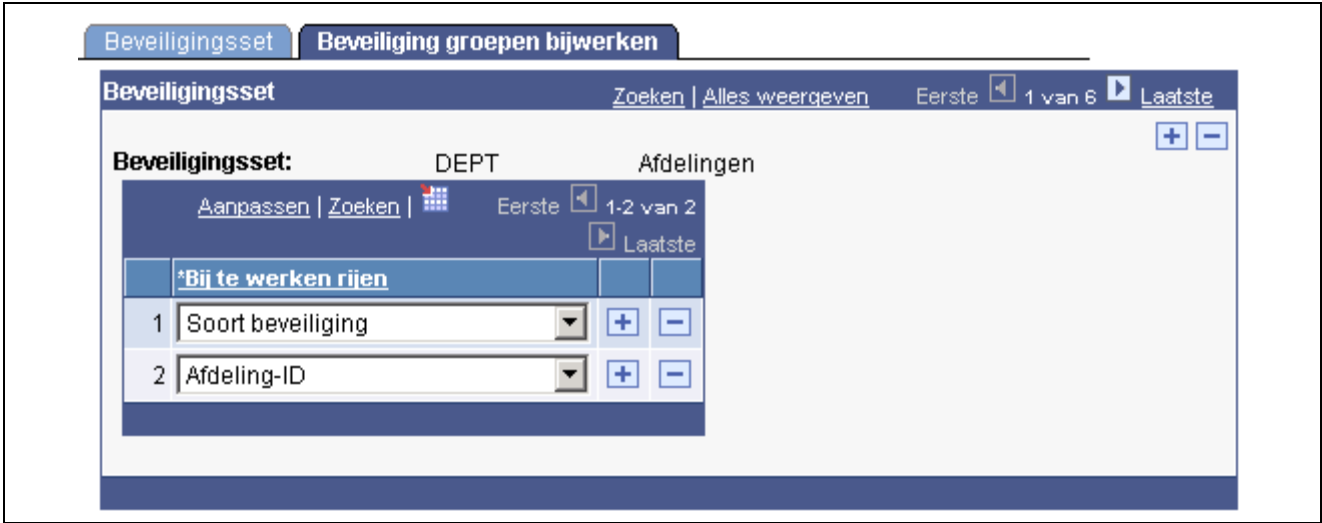 Beveiligingsset Beveiliging groepen bijwerken
Beveiligingsset Zoeken | Alles weergeven Eerste 1 van 6 Laatste
Beveiligingsset: DEPT Afdelingen
Aanpassen | Zoeken | Eerste 1-2 van 2
Laatste
*Bij te werken rijen
1 Soort beveiliging
2 Afdeling-ID